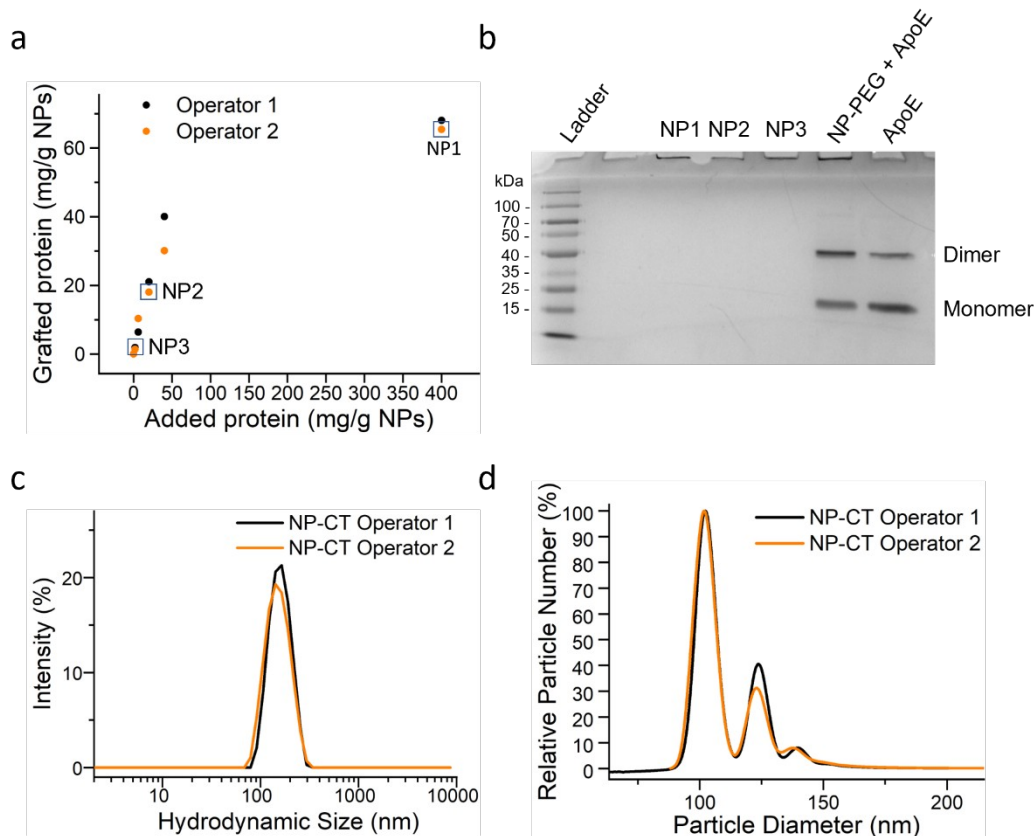 a
Operator 1
Operator 2
Grafted protein (mg/g NPs)
60
40
20
0
NP1
NP2
NP3
0 50 100 150 200 250 300 350 400
Added protein (mg/g NPs)
b
Ladder
NP1 NP2 NP3
NP-PEG + ApoE
ApoE
kDa
100 -
70 -
50 -
40 -
35 -
25 -
15 -
Dimer
Monomer
c
NP-CT Operator 1
NP-CT Operator 2
Intensity (%)
20
10
0
10 100 1000 10000
Hydrodynamic Size (nm)
d
NP-CT Operator 1
NP-CT Operator 2
Relative Particle Number (%)
100
90
80
70
60
50
40
30
20
10
0
100 150 200
Particle Diameter (nm)